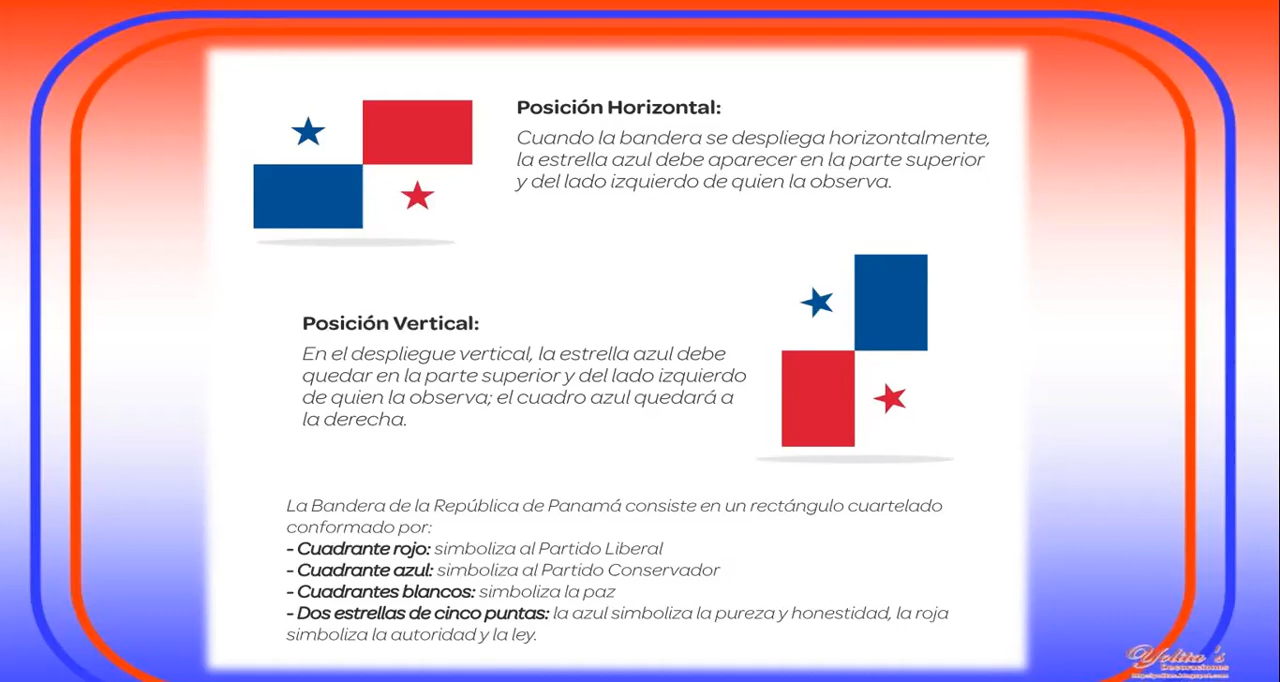 Posición Horizontal:
Cuando la bandera se despliega horizontalmente,
la estrella azul debe aparecer en la parte superior
y del lado izquierdo de quien la observa.
Posición Vertical:
En el despliegue vertical, la estrella azul debe
quedar en la parte superior y del lado izquierdo
de quien la observa; el cuadro azul quedará a
la derecha.
La Bandera de la República de Panamá consiste en un rectángulo cuartelado
conformado por:
- Cuadrante rojo: simboliza al Partido Liberal
- Cuadrante azul: simboliza al Partido Conservador
- Cuadrantes blancos: simboliza la paz
- Dos estrellas de cinco puntas: la azul simboliza la pureza y honestidad, la roja
simboliza la autoridad y la ley.
Yolita's
Decoraciones